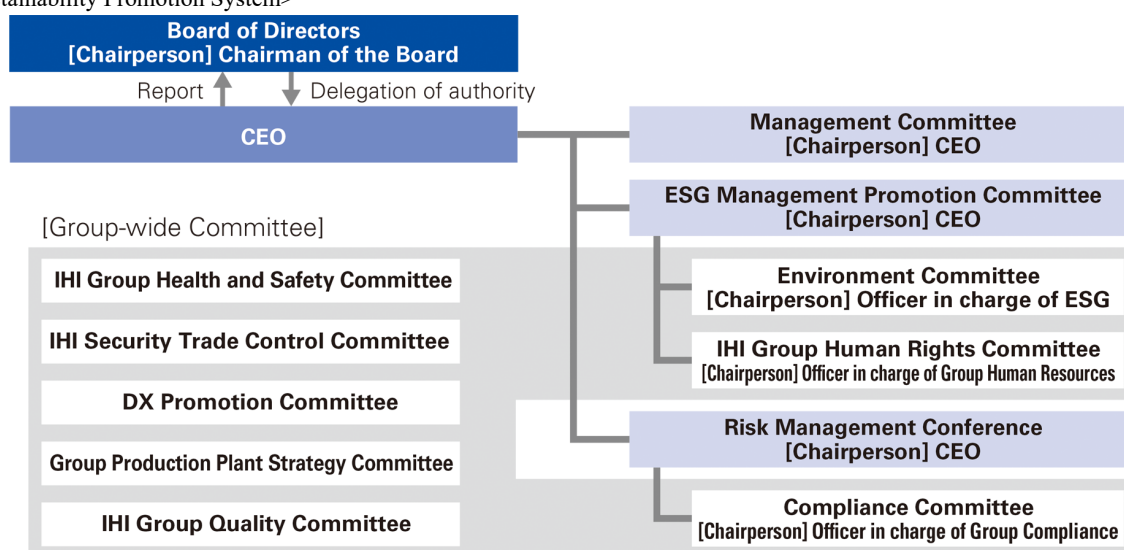 tainability Promotion System>
Board of Directors
[Chairperson] Chairman of the Board
Report
Delegation of authority
CEO
Management Committee
[Chairperson] CEO
ESG Management Promotion Committee
[Chairperson] CEO
[Group-wide Committee]
IHI Group Health and Safety Committee
IHI Security Trade Control Committee
DX Promotion Committee
Group Production Plant Strategy Committee
IHI Group Quality Committee
Environment Committee
[Chairperson] Officer in charge of ESG
IHI Group Human Rights Committee
[Chairperson] Officer in charge of Group Human Resources
Risk Management Conference
[Chairperson] CEO
Compliance Committee
[Chairperson] Officer in charge of Group Compliance